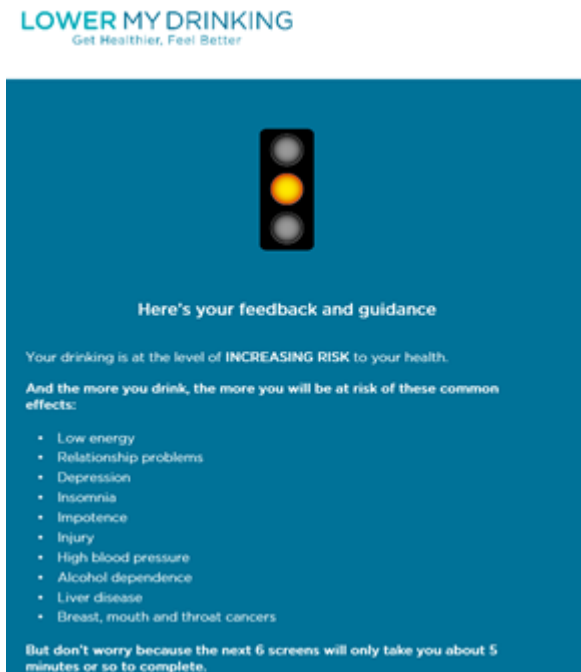 LOWER MY DRINKING
Get Healthier, Feel Better
Here's your feedback and guidance
Your drinking is at the level of INCREASING RISK to your health.
And the more you drink, the more you will be at risk of these common
effects:
• Low energy
• Relationship problems
• Depression
• Insomnia
• Impotence
• Injury
• High blood pressure
• Alcohol dependence
• Liver disease
• Breast, mouth and throat cancers
But don't worry because the next 6 screens will only take you about 5
minutes or so to complete.